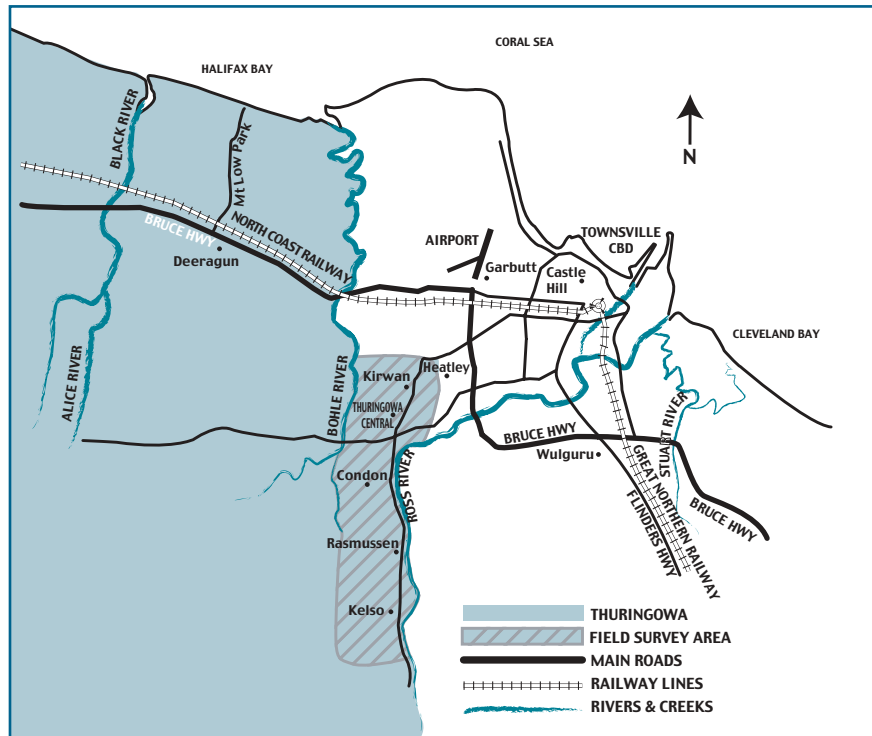 CORAL SEA
HALIFAX BAY
BLACK RIVER
Mt Low Park
N
BRUCE HWY
NORTH COAST RAILWAY
Deeragun
AIRPORT
TOWNSVILLE
CBD
Garbutt
Castle
Hill
CLEVELAND BAY
ALICE RIVER
BOHLE RIVER
Kirwan
Heatley
THURINGOWA
CENTRAL
ROSS RIVER
BRUCE HWY
Wulguru
STUART RIVER
GREAT NORTHERN RAILWAY
FLINDERS HWY
BRUCE HWY
Condon
Rasmussen
Kelso
THURINGOWA
FIELD SURVEY AREA
MAIN ROADS
RAILWAY LINES
RIVERS & CREEKS